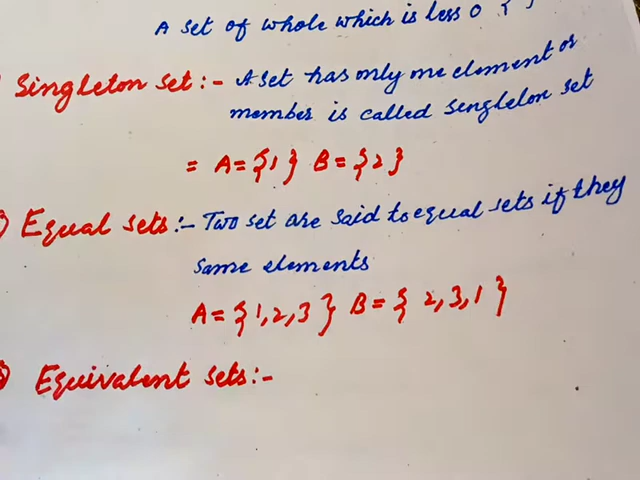 A set of whole which is less 0 { }
Singleton set:- A set has only one element or
member is called Sengleton set
= A={1} B={2}
Equal sets:- Two set are said to equal sets if they
same elements
A={1,2,3} B={2,3,1}
Equivalent sets:-